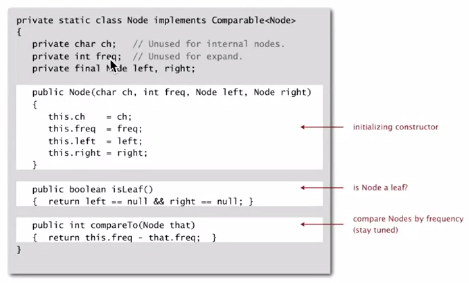 private static class Node implements Comparable<Node>
{
private char ch;   // Unused for internal nodes.
private int freq;  // Unused for expand.
private final Node left, right;
public Node(char ch, int freq, Node left, Node right)
{
this.ch    = ch;
this.freq  = freq;
this.left  = left;
this.right = right;
}
initializing constructor
public boolean isLeaf()
{  return left == null && right == null; }
is Node a leaf?
public int compareTo(Node that)
{  return this.freq - that.freq;  }
compare Nodes by frequency
(stay tuned)
}